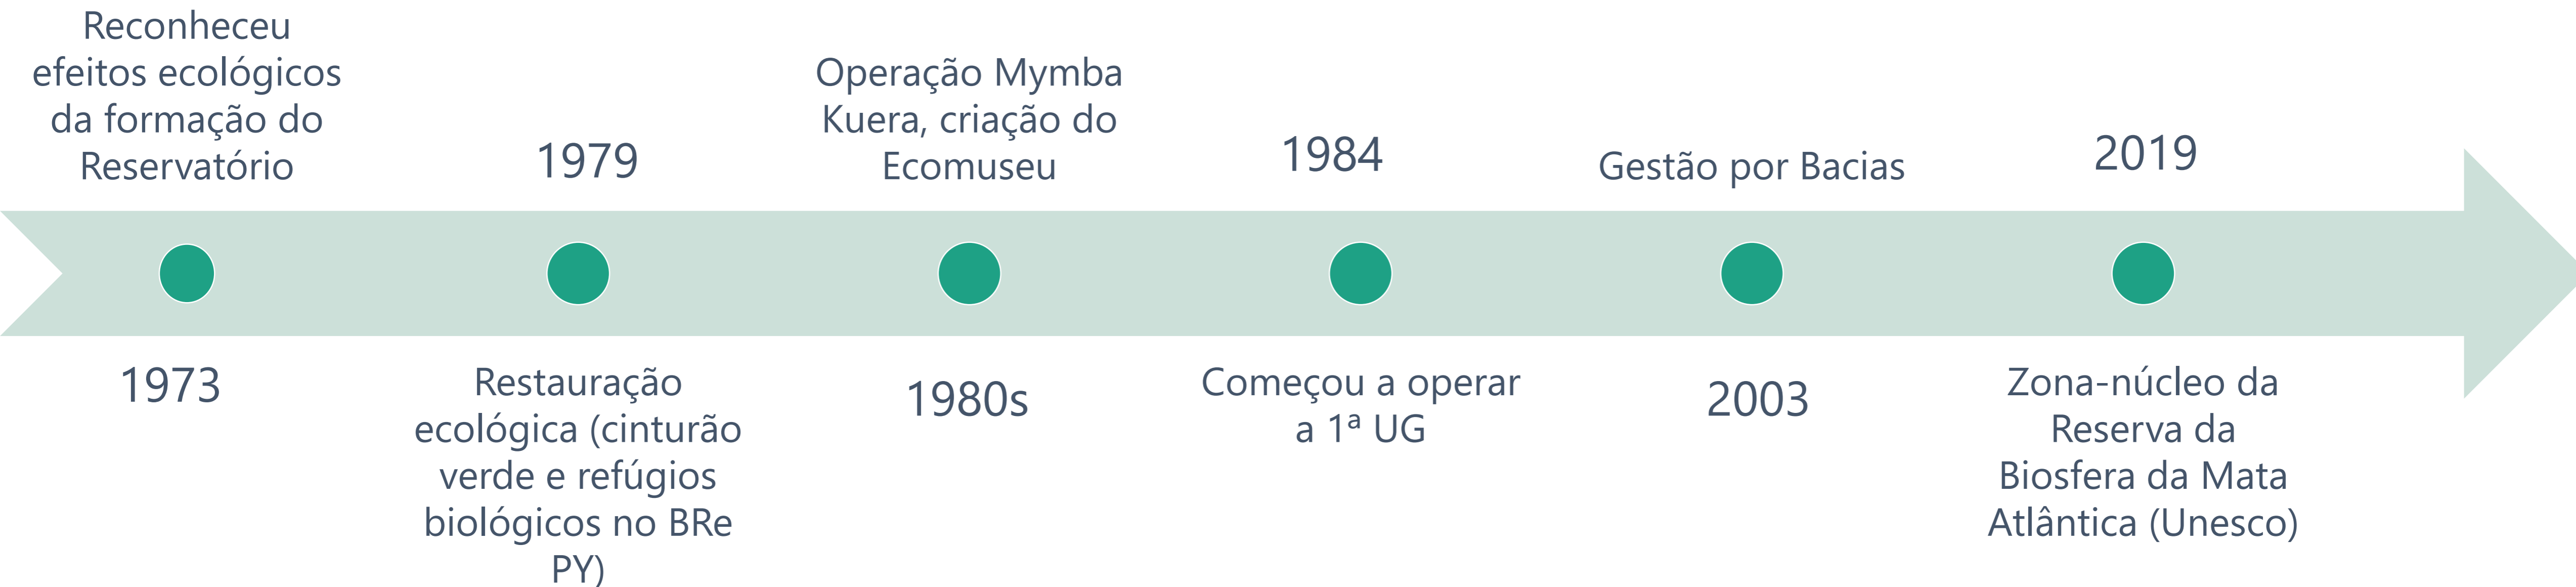 Reconheceu
efeitos ecológicos
da formação do
Reservatório
1973
1979
Restauração
ecológica (cinturão
verde e refúgios
biológicos no BRe
PY)
Operação Mymba
Kuera, criação do
Ecomuseu
1980s
1984
Começou a operar
a 1ª UG
Gestão por Bacias
2003
2019
Zona-núcleo da
Reserva da
Biosfera da Mata
Atlântica (Unesco)